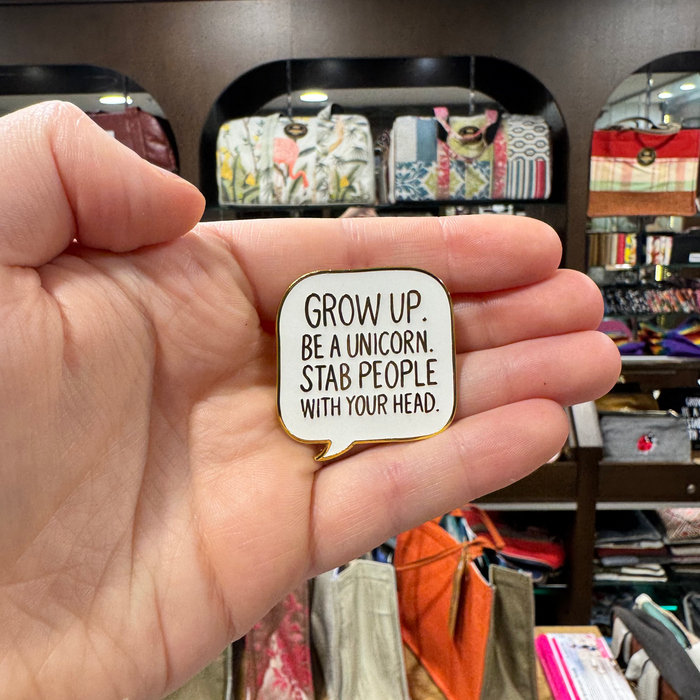 GROW UP.
BE A UNICORN.
STAB PEOPLE
WITH YOUR HEAD.